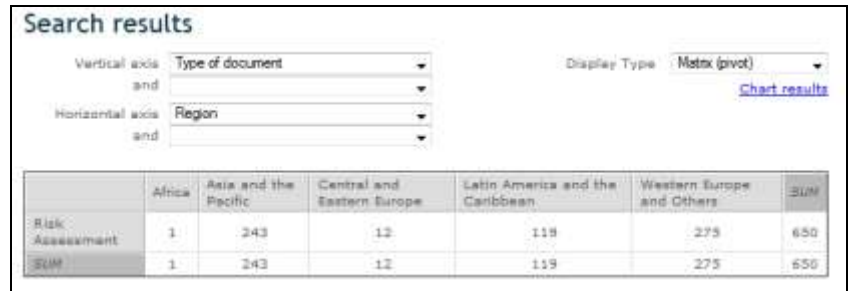 Search results
Vertical axis Type of document Display Type Matrix (pivot)
and Chart results
Horizontal axis Region
and
Africa Asia and the Pacific Central and Eastern Europe Latin America and the Caribbean Western Europe and Others SUM
Risk Assessment 1 243 12 119 275 650
SUM 1 243 12 119 275 650